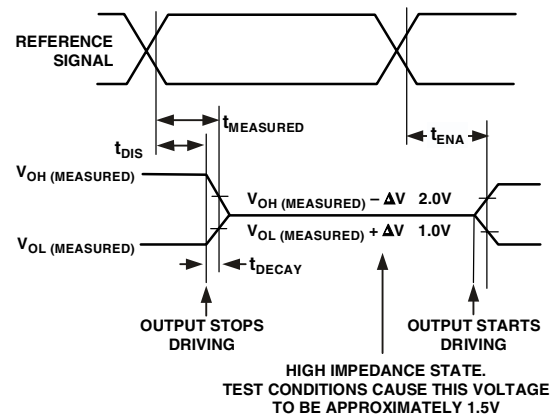 REFERENCE
SIGNAL
tMEASURED
tDIS
tENA
VOH (MEASURED)
VOH (MEASURED) – ΔV 2.0V
VOL (MEASURED) + ΔV 1.0V
VOL (MEASURED)
tDECAY
OUTPUT STOPS
DRIVING
OUTPUT STARTS
DRIVING
HIGH IMPEDANCE STATE.
TEST CONDITIONS CAUSE THIS VOLTAGE
TO BE APPROXIMATELY 1.5V